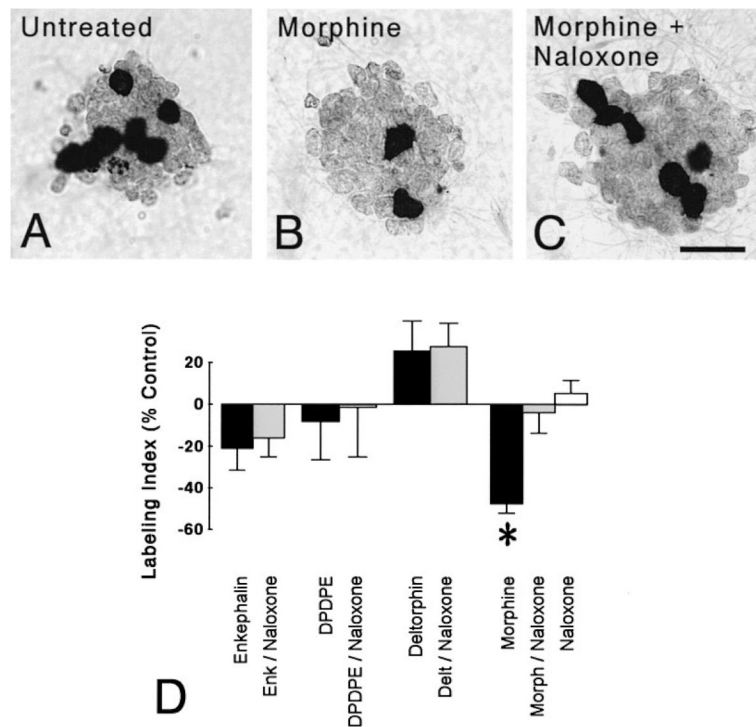 Untreated
A
Morphine
B
Morphine +
Naloxone
C
Labeling Index (% Control)
20
0
-20
-40
-60
*
Enkephalin
Enk / Naloxone
DPDPE
DPDPE / Naloxone
Deltorphin
Delt / Naloxone
Morphine
Morph / Naloxone
Naloxone
D